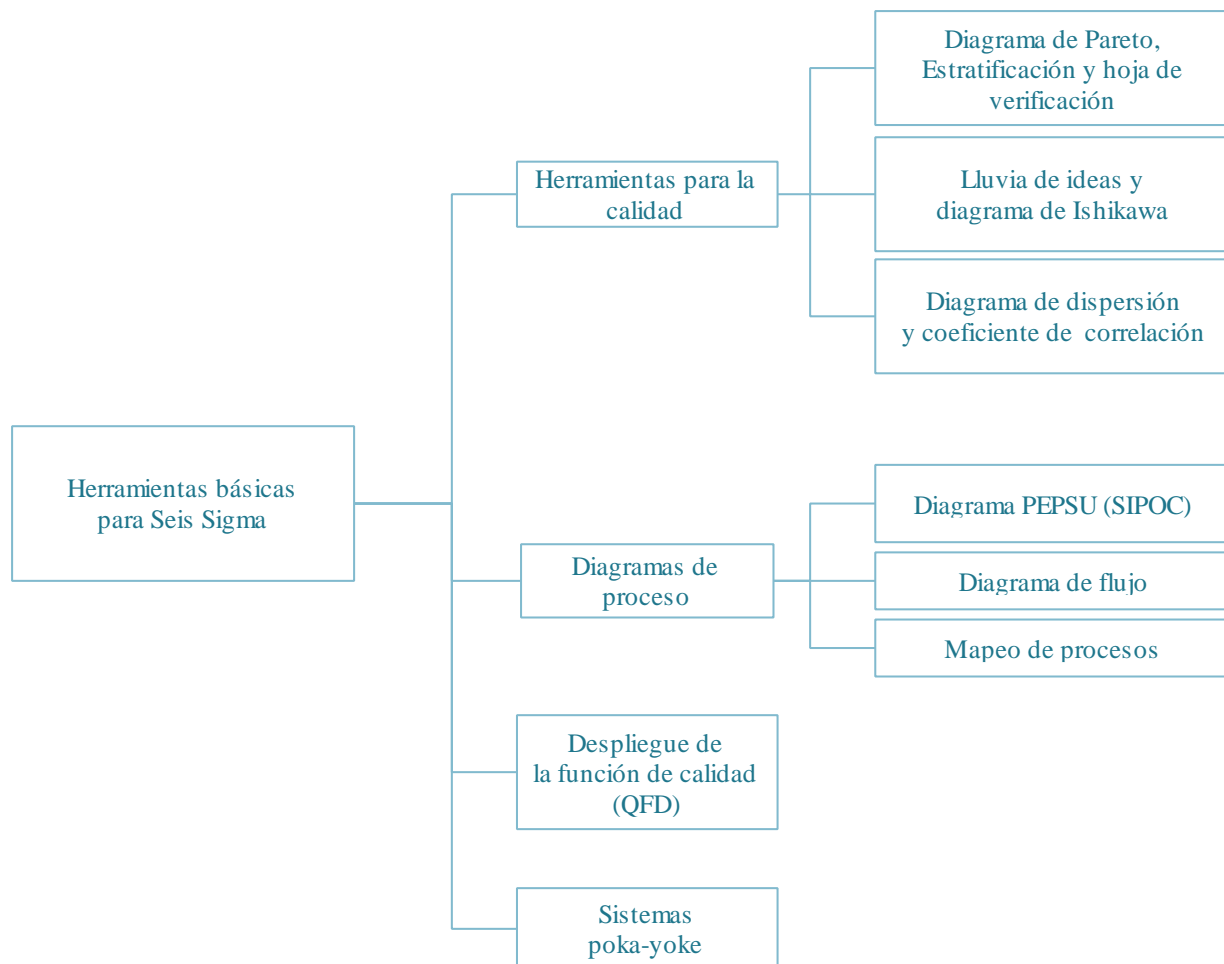 Herramientas básicas
para Seis Sigma
Herramientas para la
calidad
Diagrama de Pareto,
Estratificación y hoja de
verificación
Lluvia de ideas y
diagrama de Ishikawa
Diagrama de dispersión
y coeficiente de correlación
Diagramas de
proceso
Diagrama PEPSU (SIPOC)
Diagrama de flujo
Mapeo de procesos
Despliegue de
la función de calidad
(QFD)
Sistemas
poka-yoke